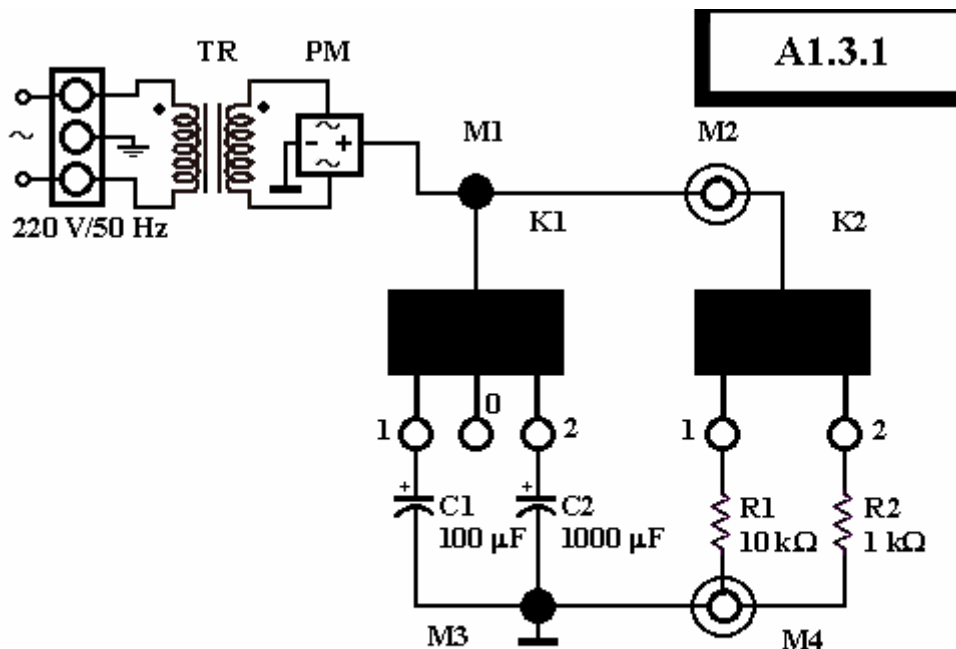 TR PM
A1.3.1
M1 M2
~
~
- +
~
220 V/50 Hz
K1 K2
0
1 2 1 2
+ +
C1 C2 R1 R2
100 µF 1000 µF 10 kΩ 1 kΩ
M3 M4